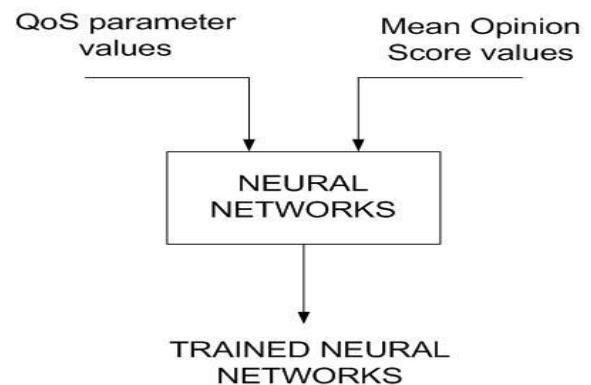 QoS parameter
values
Mean Opinion
Score values
NEURAL
NETWORKS
TRAINED NEURAL
NETWORKS